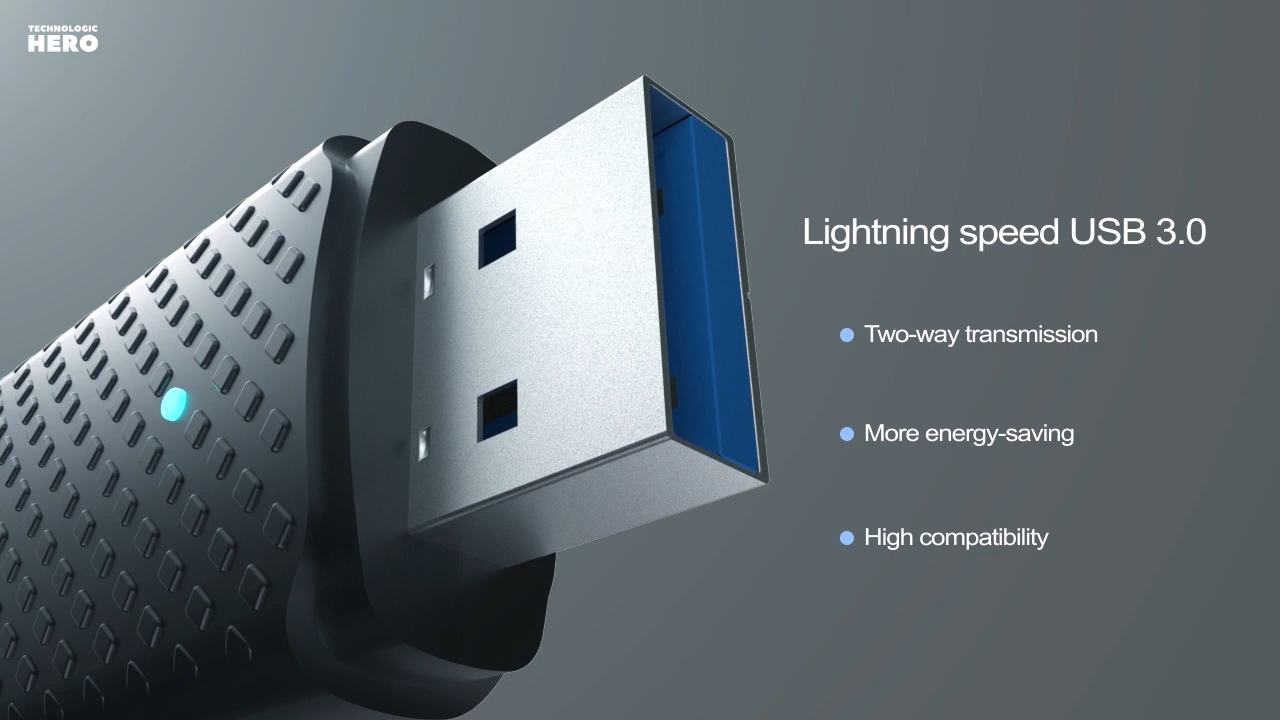 TECHNOLOGIC
HERO
Lightning speed USB 3.0
Two-way transmission
More energy-saving
High compatibility